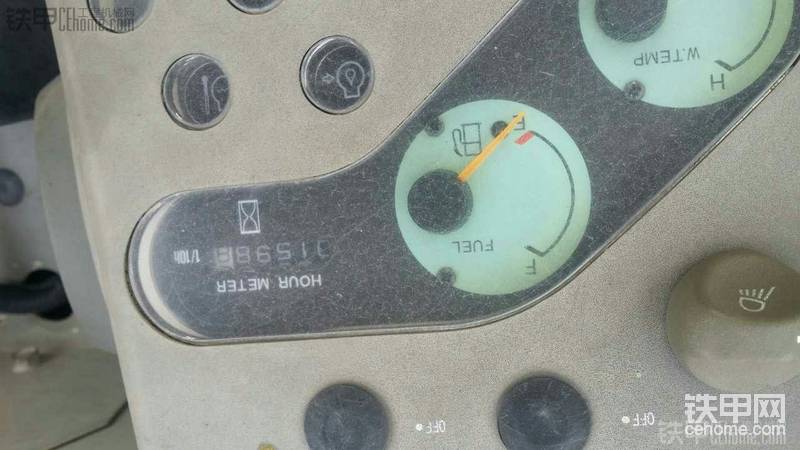 铁甲工程机械网
CEhome.com
W.TEMP
H
E
FUEL
F
1/10h
HOUR METER
OFF
OFF
铁甲网
cehome.com